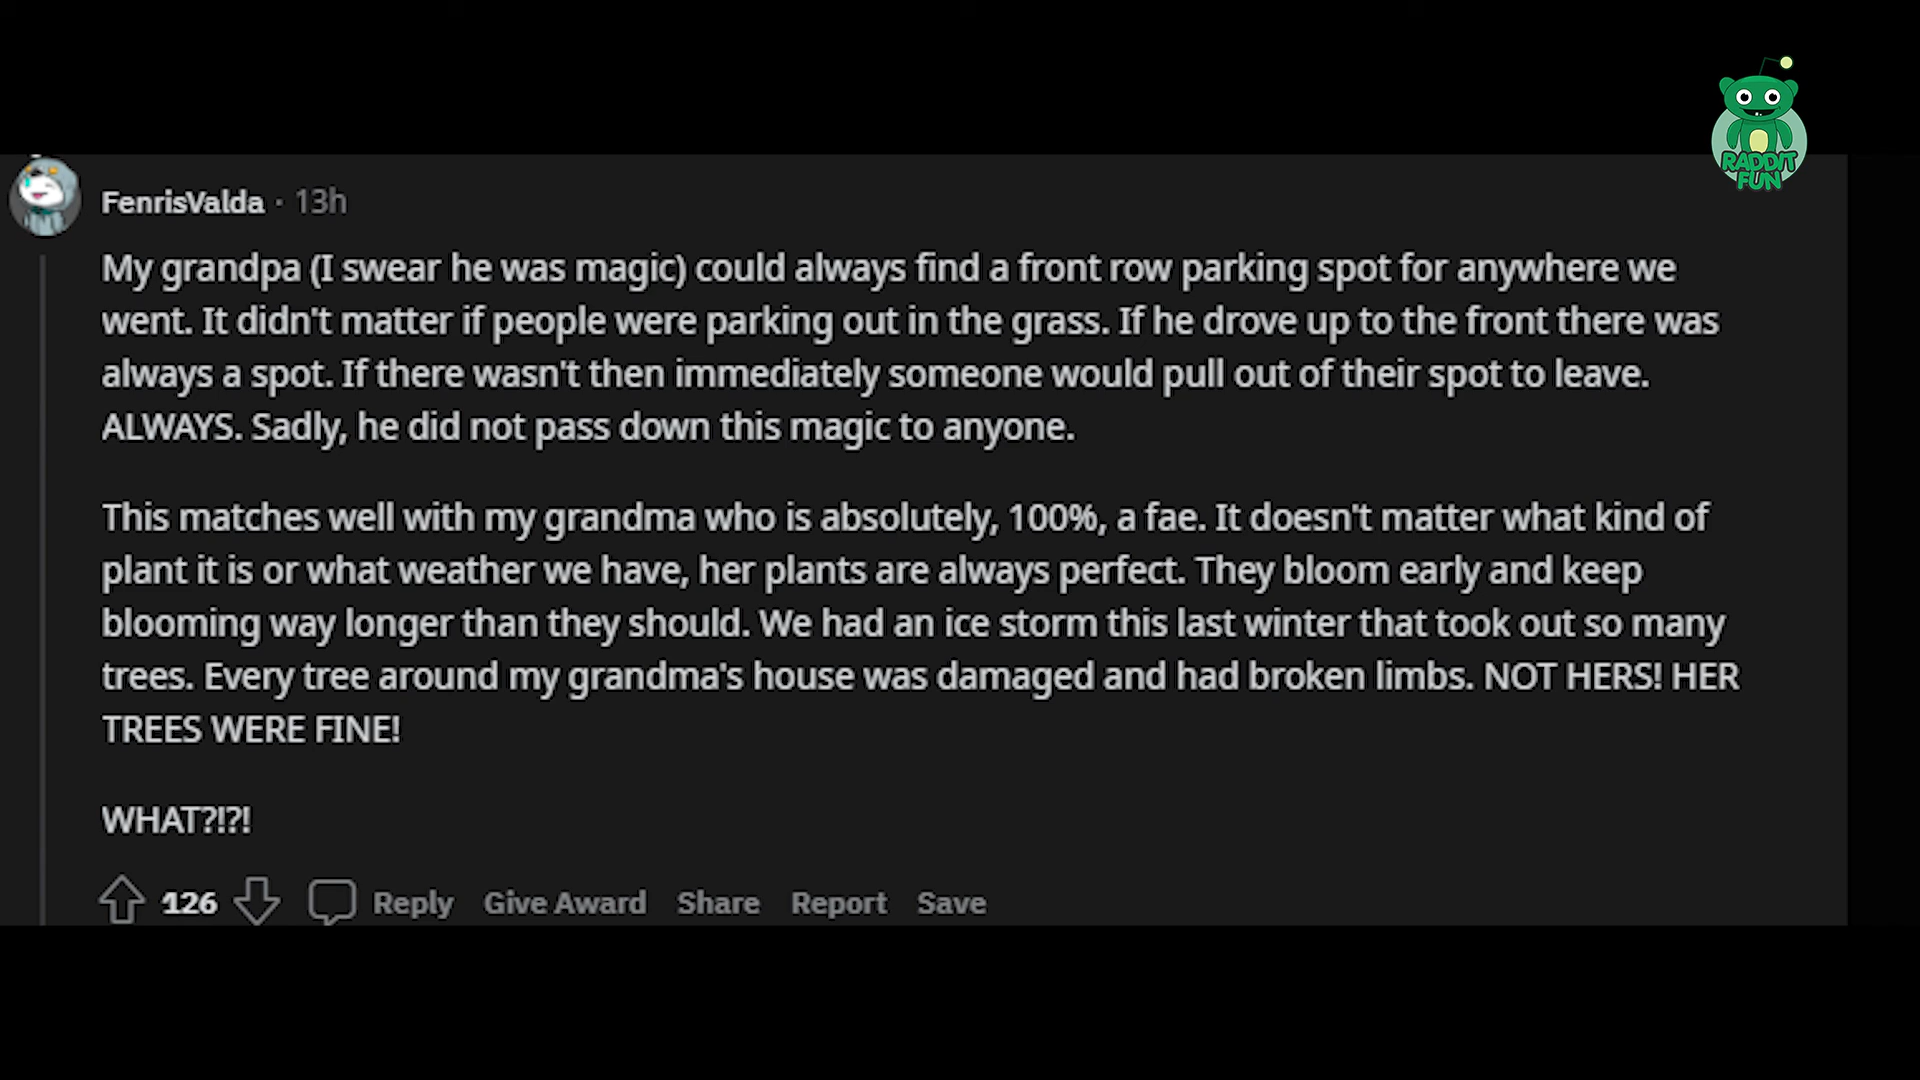 RADDIT
FUN
FenrisValda · 13h
My grandpa (I swear he was magic) could always find a front row parking spot for anywhere we
went. It didn't matter if people were parking out in the grass. If he drove up to the front there was
always a spot. If there wasn't then immediately someone would pull out of their spot to leave.
ALWAYS. Sadly, he did not pass down this magic to anyone.
This matches well with my grandma who is absolutely, 100%, a fae. It doesn't matter what kind of
plant it is or what weather we have, her plants are always perfect. They bloom early and keep
blooming way longer than they should. We had an ice storm this last winter that took out so many
trees. Every tree around my grandma's house was damaged and had broken limbs. NOT HERS! HER
TREES WERE FINE!
WHAT?!?!
126 Reply Give Award Share Report Save